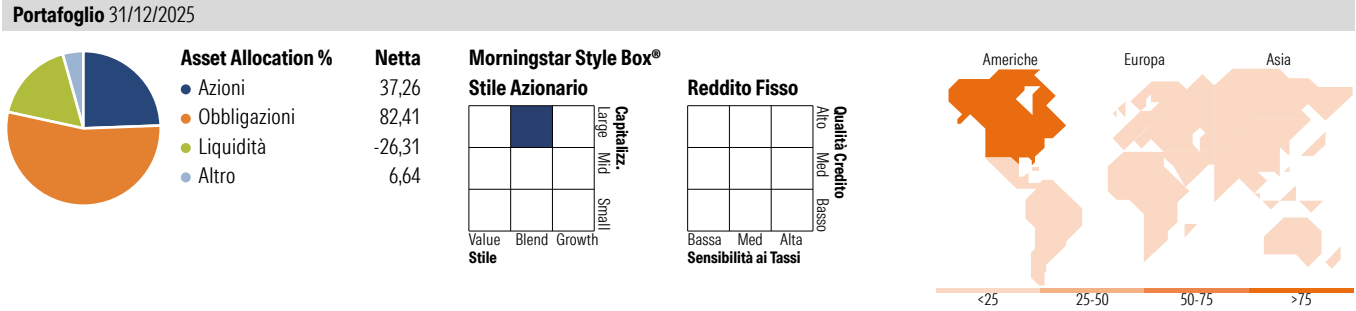 Portafoglio 31/12/2025
Asset Allocation % Netta
Azioni 37,26
Obbligazioni 82,41
Liquidità -26,31
Altro 6,64
Morningstar Style Box®
Stile Azionario
Large Mid Small
Capitalizz.
Value Blend Growth
Stile
Reddito Fisso
Alto Med Basso
Qualità Credito
Bassa Med Alta
Sensibilità ai Tassi
Americhe Europa Asia
<25 25-50 50-75 >75